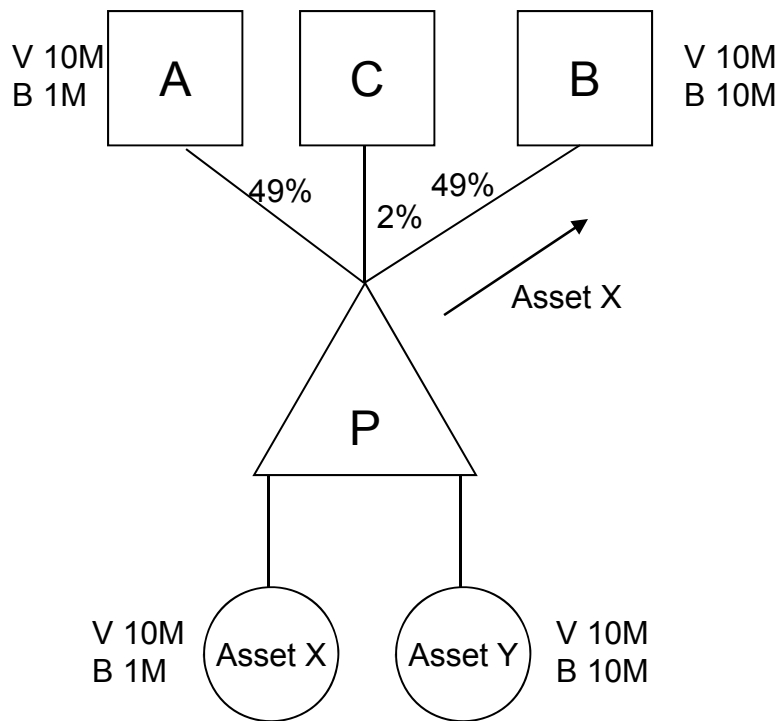 V 10M
B 1M
A
C
B
V 10M
B 10M
49%
2%
49%
Asset X
P
V 10M
B 1M
Asset X
Asset Y
V 10M
B 10M